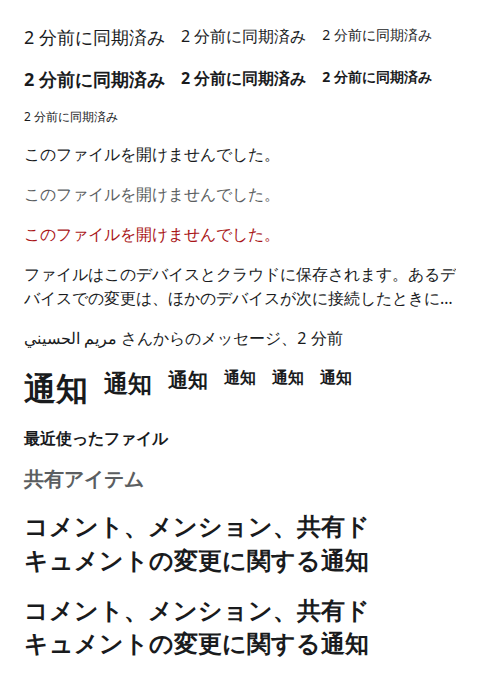 2 分前に同期済み 2 分前に同期済み 2 分前に同期済み
2 分前に同期済み 2 分前に同期済み 2 分前に同期済み
2 分前に同期済み
このファイルを開けませんでした。
このファイルを開けませんでした。
このファイルを開けませんでした。
ファイルはこのデバイスとクラウドに保存されます。あるデ
バイスでの変更は、ほかのデバイスが次に接続したときに...
مريم الحسيني さんからのメッセージ、2 分前
通知 通知 通知 通知 通知 通知
最近使ったファイル
共有アイテム
コメント、メンション、共有ド
キュメントの変更に関する通知
コメント、メンション、共有ド
キュメントの変更に関する通知